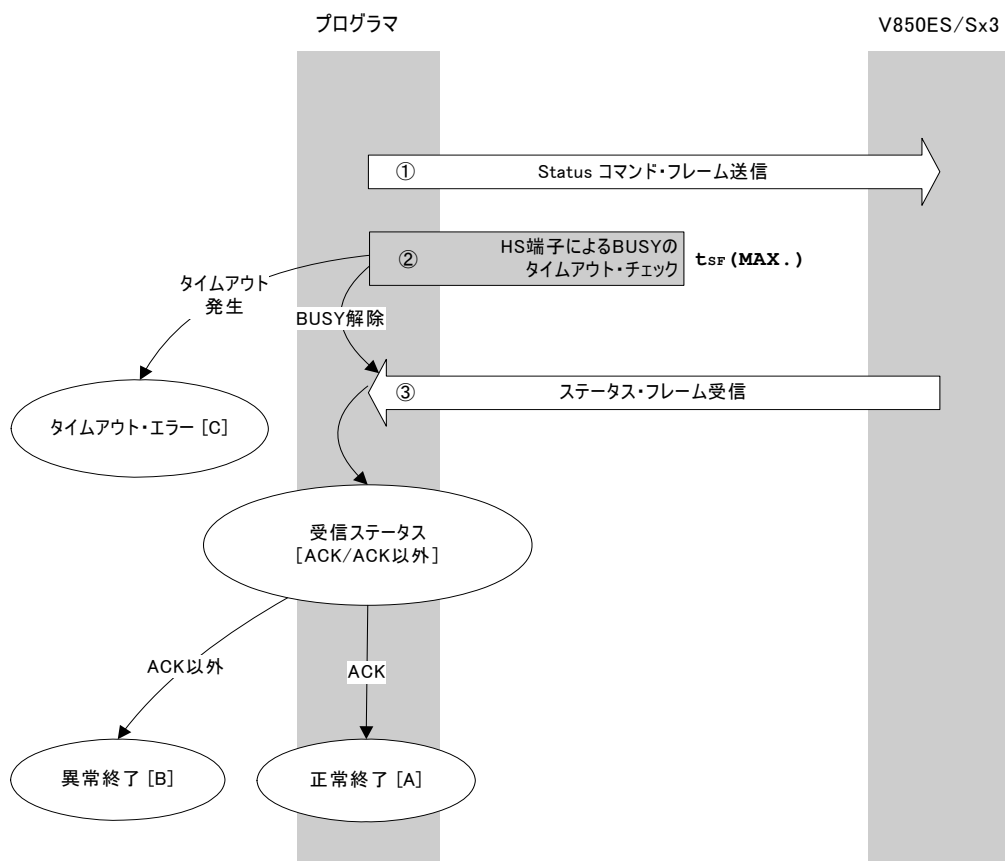 プログラマ
V850ES/Sx3
① Status コマンド・フレーム送信
② HS端子によるBUSYの
タイムアウト・チェック
tSF(MAX.)
タイムアウト
発生
BUSY解除
③ ステータス・フレーム受信
タイムアウト・エラー [C]
受信ステータス
[ACK/ACK以外]
ACK以外
ACK
異常終了 [B]
正常終了 [A]